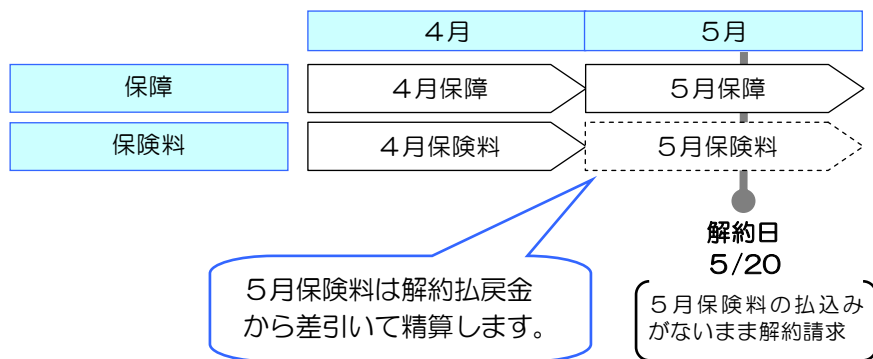 ４月
５月
保障
４月保障
５月保障
保険料
４月保険料
５月保険料
解約日
5/20
５月保険料は解約払戻金
から差引いて精算します。
５月保険料の払込み
がないまま解約請求